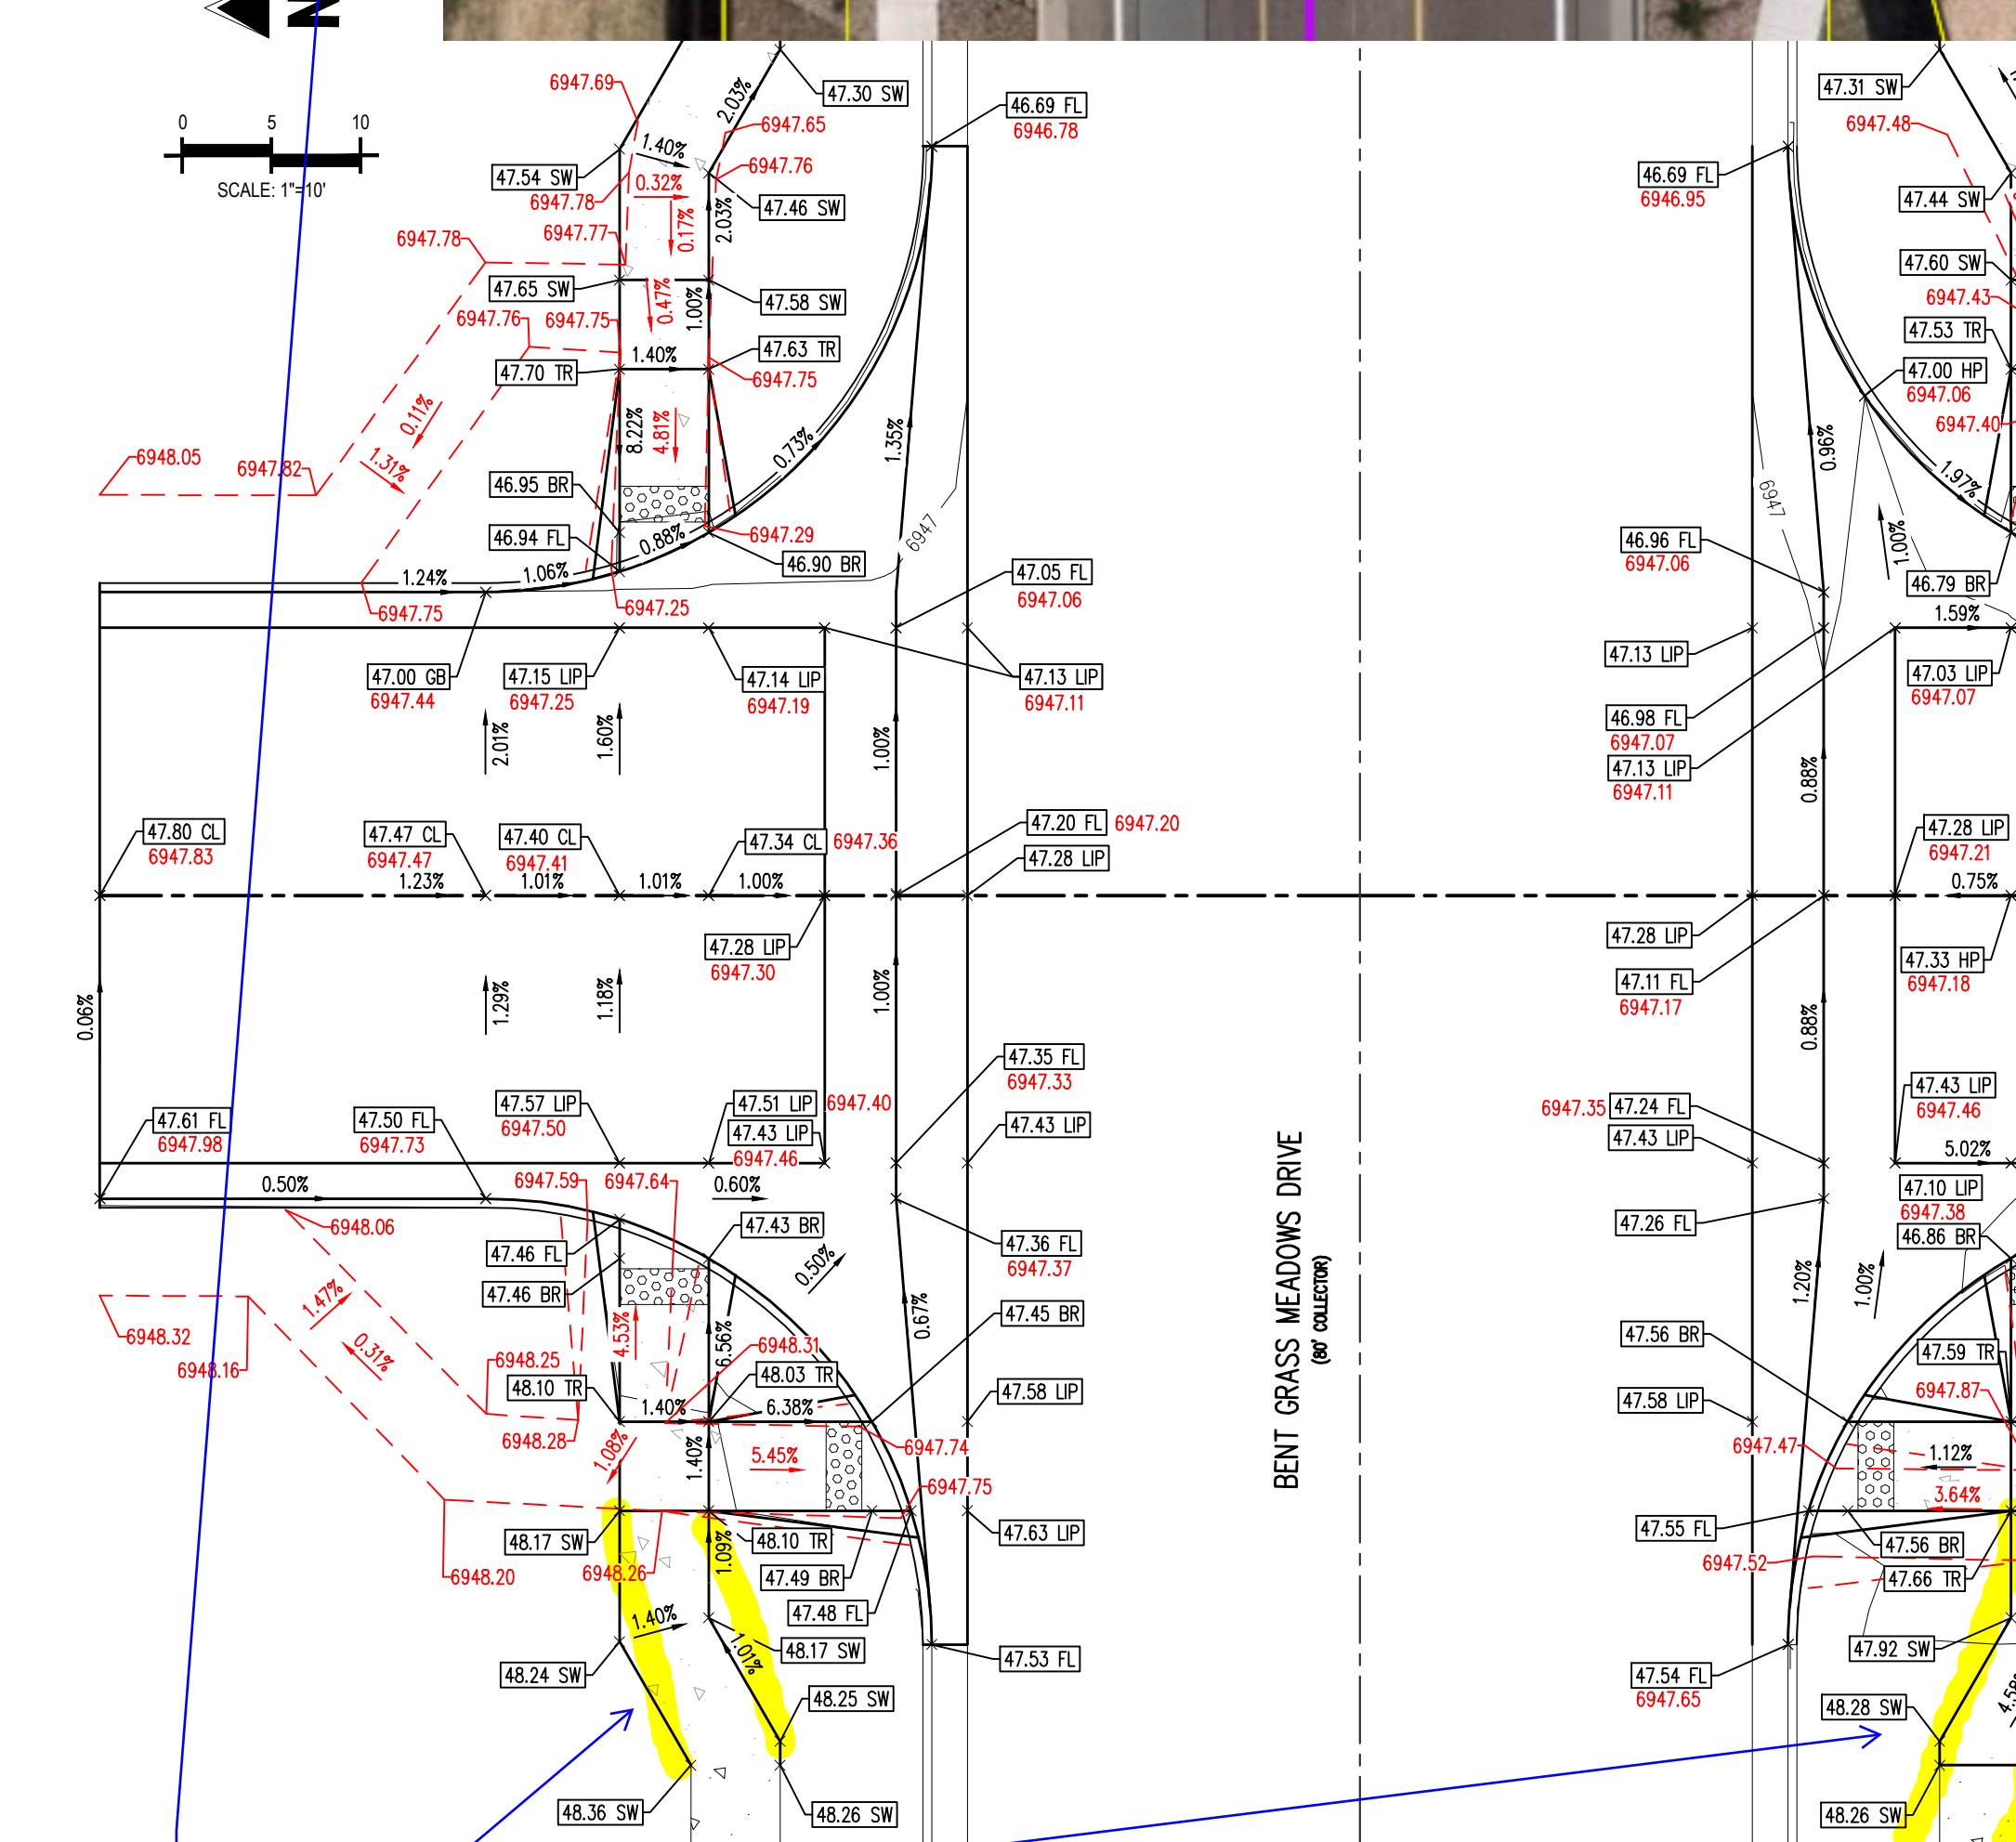 N
0 5 10
SCALE: 1"=10'
6947.69
2.03%
47.30 SW
6947.65
46.69 FL
6946.78
47.31 SW
6947.48
1.40%
6947.76
47.54 SW
0.32%
6947.78
47.46 SW
46.69 FL
6946.95
47.44 SW
6947.78
6947.77
0.17%
2.03%
47.65 SW
0.47%
1.00%
47.58 SW
47.60 SW
6947.43
6947.76
6947.75
1.40%
47.63 TR
47.53 TR
47.70 TR
6947.75
47.00 HP
6947.06
0.11%
8.22%
4.81%
0.73%
1.35%
0.96%
6947.40
6948.05
6947.82
1.31%
46.95 BR
6947
1.97%
46.94 FL
0.88%
6947.29
46.90 BR
6947
46.96 FL
6947.06
1.00%
1.24%
1.06%
47.05 FL
6947.06
46.79 BR
6947.75
6947.25
1.59%
47.00 GB
6947.44
47.15 LIP
6947.25
47.14 LIP
6947.19
47.13 LIP
6947.11
47.13 LIP
47.03 LIP
6947.07
46.98 FL
6947.07
2.01%
1.60%
1.00%
47.13 LIP
6947.11
0.88%
47.80 CL
6947.83
47.47 CL
6947.47
47.40 CL
6947.41
47.34 CL 6947.36
47.20 FL 6947.20
47.28 LIP
47.28 LIP
6947.21
1.23%
1.01%
1.01%
1.00%
0.75%
47.28 LIP
6947.30
47.28 LIP
47.33 HP
6947.18
47.11 FL
6947.17
0.06%
1.29%
1.18%
1.00%
0.88%
47.35 FL
6947.33
47.61 FL
6947.98
47.50 FL
6947.73
47.57 LIP
6947.50
47.51 LIP 6947.40
47.43 LIP
6947.46
47.43 LIP
6947.35 47.24 FL
47.43 LIP
47.43 LIP
6947.46
5.02%
0.50%
6947.59
6947.64
0.60%
47.10 LIP
6947.38
6948.06
47.43 BR
47.26 FL
46.86 BR
47.46 FL
0.50%
47.36 FL
6947.37
BENT GRASS MEADOWS DRIVE
(80' COLLECTOR)
1.47%
47.46 BR
1.20%
1.00%
6948.32
0.31%
4.53%
6.56%
6948.31
47.45 BR
0.67%
47.56 BR
47.59 TR
6948.16
6948.25
48.10 TR
48.03 TR
47.58 LIP
47.58 LIP
6947.87
1.40%
6.38%
6948.28
1.08%
1.40%
5.45%
6947.74
6947.47
1.12%
6947.75
3.64%
48.17 SW
48.10 TR
47.63 LIP
47.55 FL
47.56 BR
6948.20
6948.26
1.09%
47.49 BR
6947.52
47.66 TR
1.40%
47.48 FL
48.17 SW
1.01%
47.53 FL
47.92 SW
48.24 SW
47.54 FL
6947.65
48.25 SW
48.28 SW
48.36 SW
48.26 SW
48.26 SW